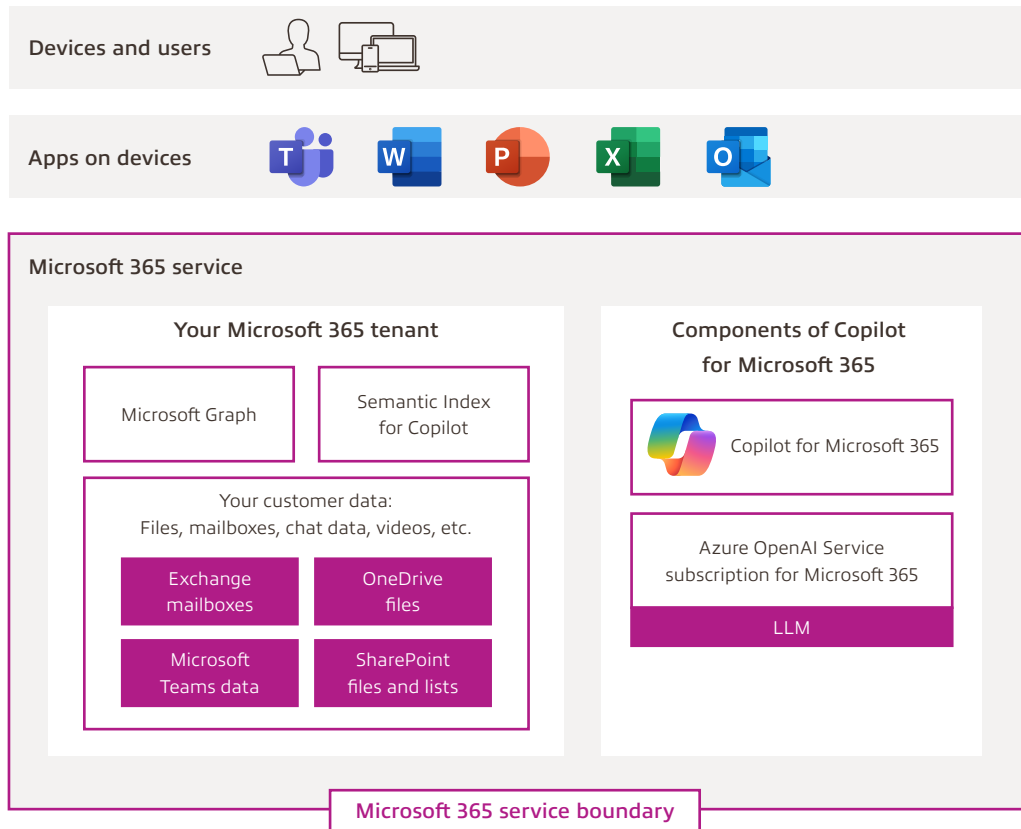 Devices and users
Apps on devices
T
W
P
X
O
Microsoft 365 service
Your Microsoft 365 tenant
Microsoft Graph
Semantic Index
for Copilot
Your customer data:
Files, mailboxes, chat data, videos, etc.
Exchange
mailboxes
OneDrive
files
Microsoft
Teams data
SharePoint
files and lists
Components of Copilot
for Microsoft 365
Copilot for Microsoft 365
Azure OpenAI Service
subscription for Microsoft 365
LLM
Microsoft 365 service boundary